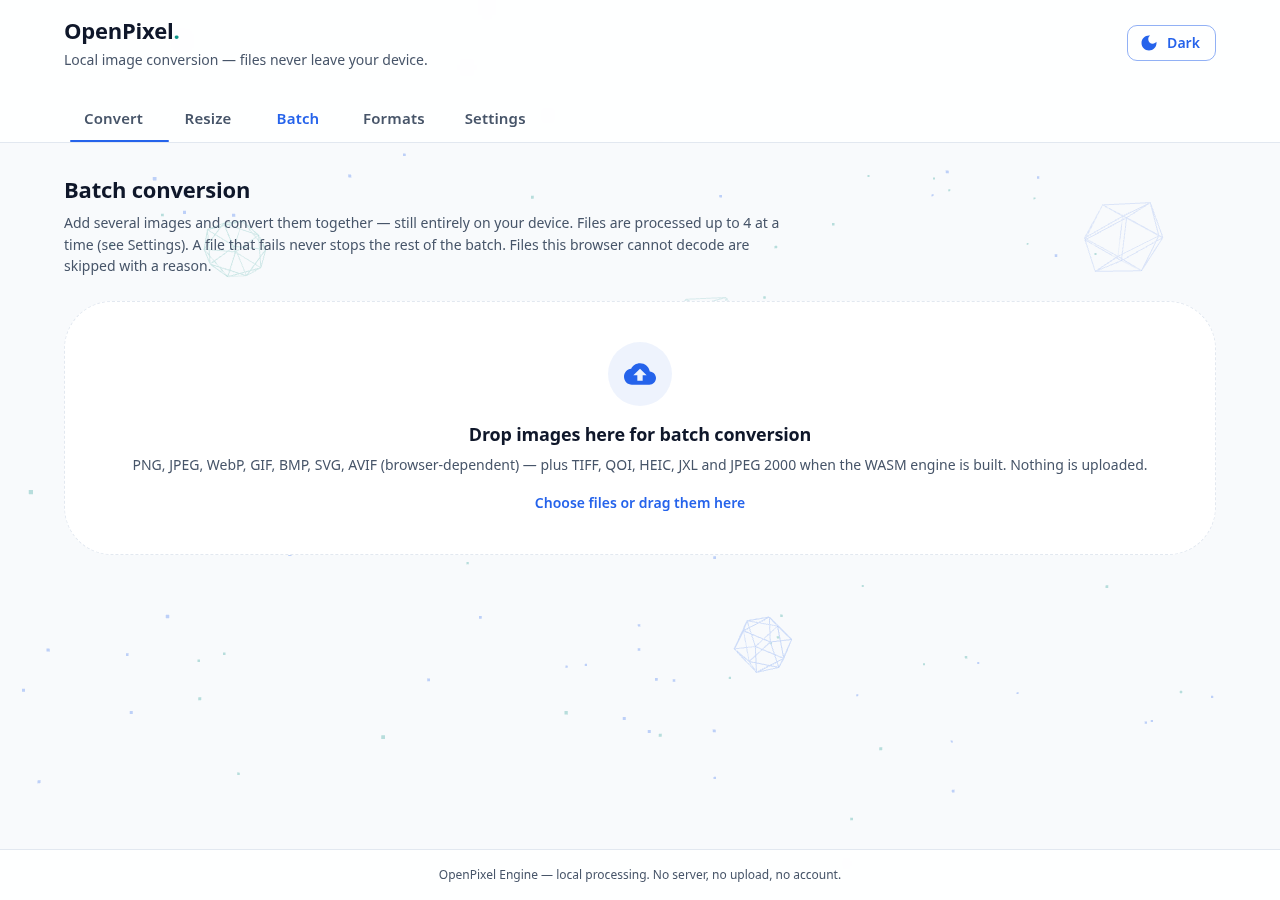 OpenPixel.
Local image conversion — files never leave your device.
Dark
Convert
Resize
Batch
Formats
Settings
Batch conversion
Add several images and convert them together — still entirely on your device. Files are processed up to 4 at a
time (see Settings). A file that fails never stops the rest of the batch. Files this browser cannot decode are
skipped with a reason.
Drop images here for batch conversion
PNG, JPEG, WebP, GIF, BMP, SVG, AVIF (browser-dependent) — plus TIFF, QOI, HEIC, JXL and JPEG 2000 when the WASM engine is built. Nothing is uploaded.
Choose files or drag them here
OpenPixel Engine — local processing. No server, no upload, no account.